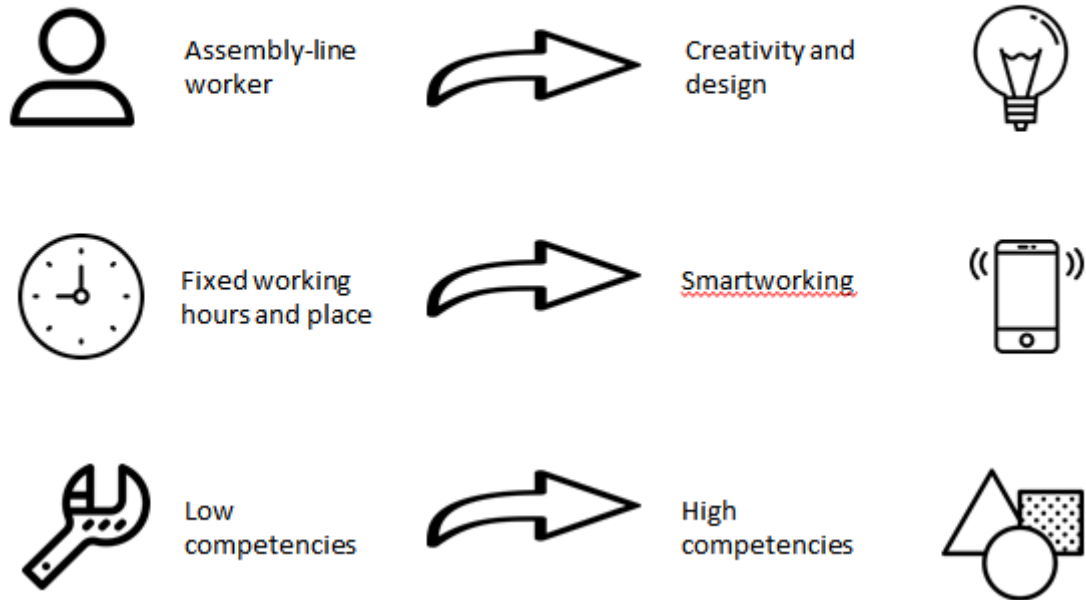 Assembly-line
worker
Creativity and
design
Fixed working
hours and place
Smartworking
Low
competencies
High
competencies